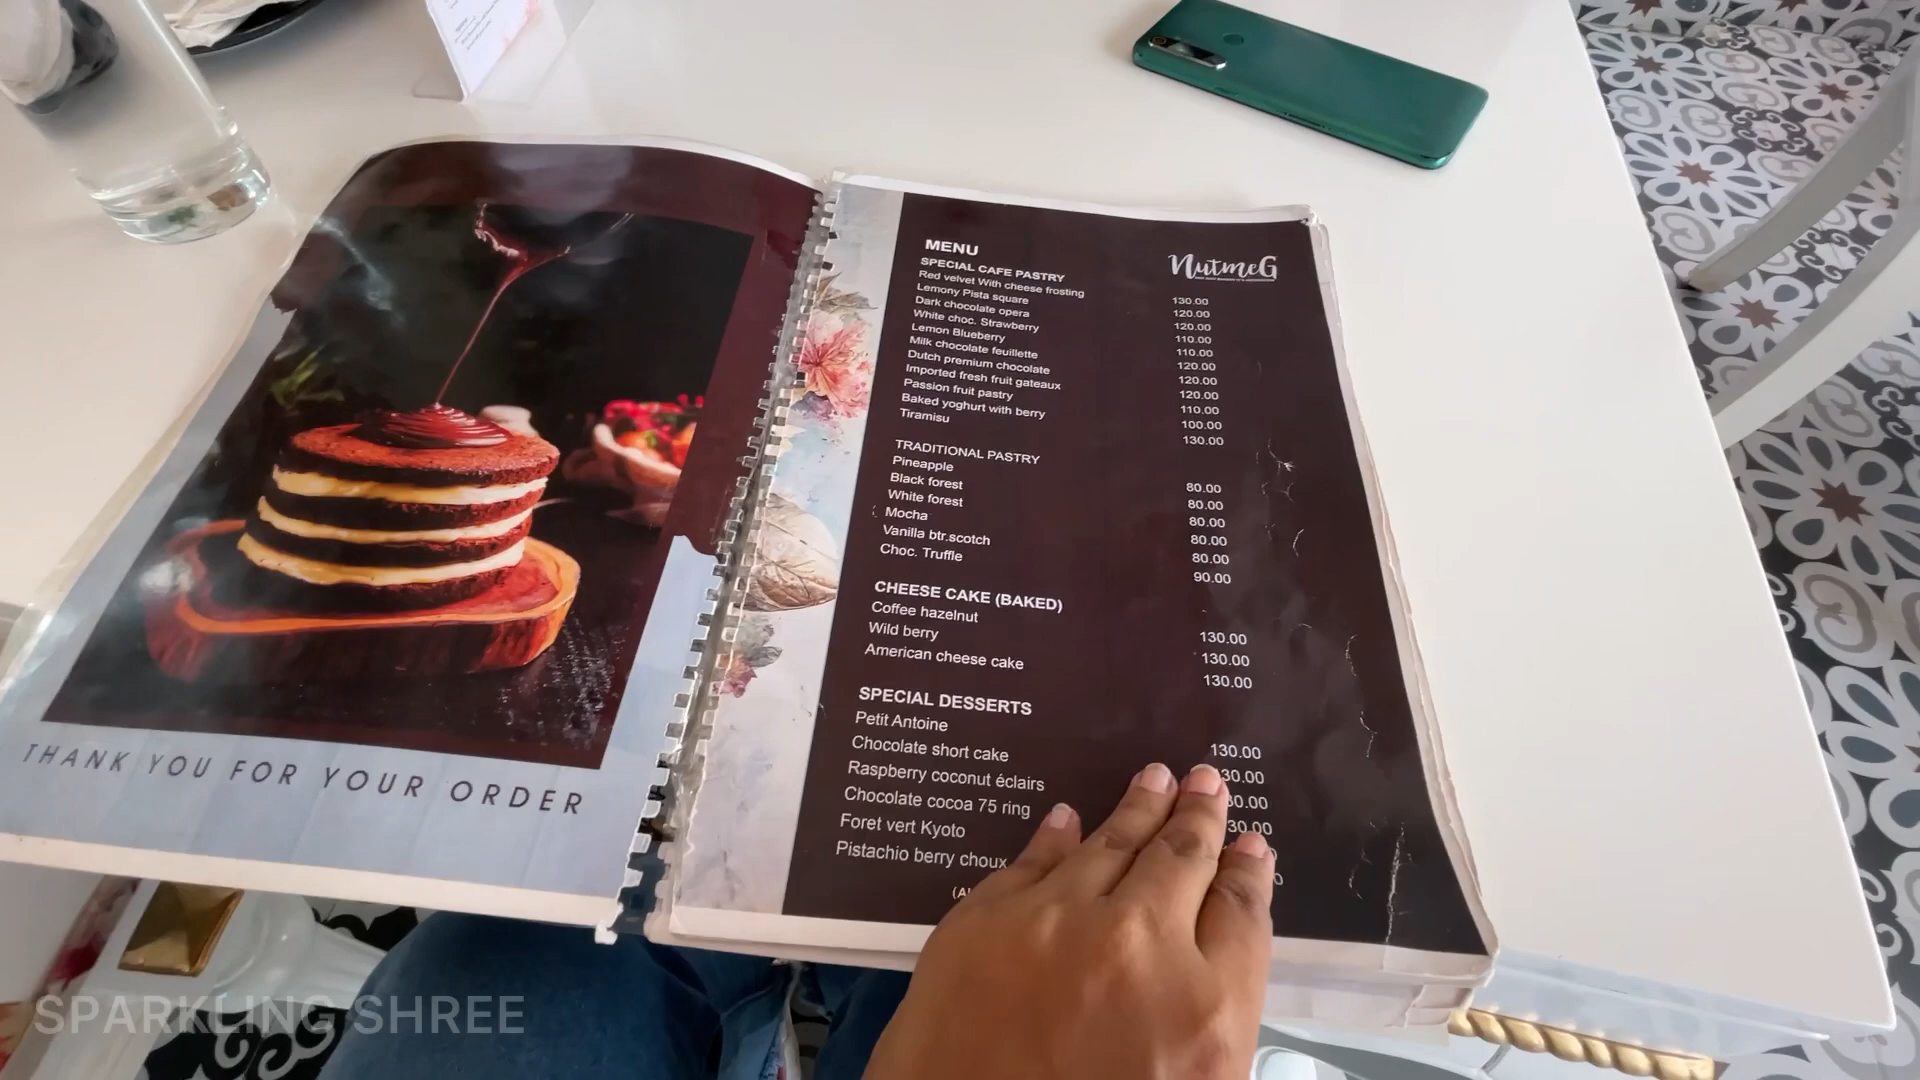 THANK YOU FOR YOUR ORDER
MENU
NutmeG
SPECIAL CAFE PASTRY
Red velvet With cheese frosting 130.00
Lemony Pista square 120.00
Dark chocolate opera 120.00
White choc. Strawberry 110.00
Lemon Blueberry 110.00
Milk chocolate feuillette 120.00
Dutch premium chocolate 120.00
Imported fresh fruit gateaux 120.00
Passion fruit pastry 110.00
Baked yoghurt with berry 100.00
Tiramisu 130.00
TRADITIONAL PASTRY
Pineapple 80.00
Black forest 80.00
White forest 80.00
Mocha 80.00
Vanilla btr.scotch 80.00
Choc. Truffle 90.00
CHEESE CAKE (BAKED)
Coffee hazelnut 130.00
Wild berry 130.00
American cheese cake 130.00
SPECIAL DESSERTS
Petit Antoine 130.00
Chocolate short cake 30.00
Raspberry coconut éclairs
Chocolate cocoa 75 ring 30.00
Foret vert Kyoto
Pistachio berry choux
SPARKLING SHREE